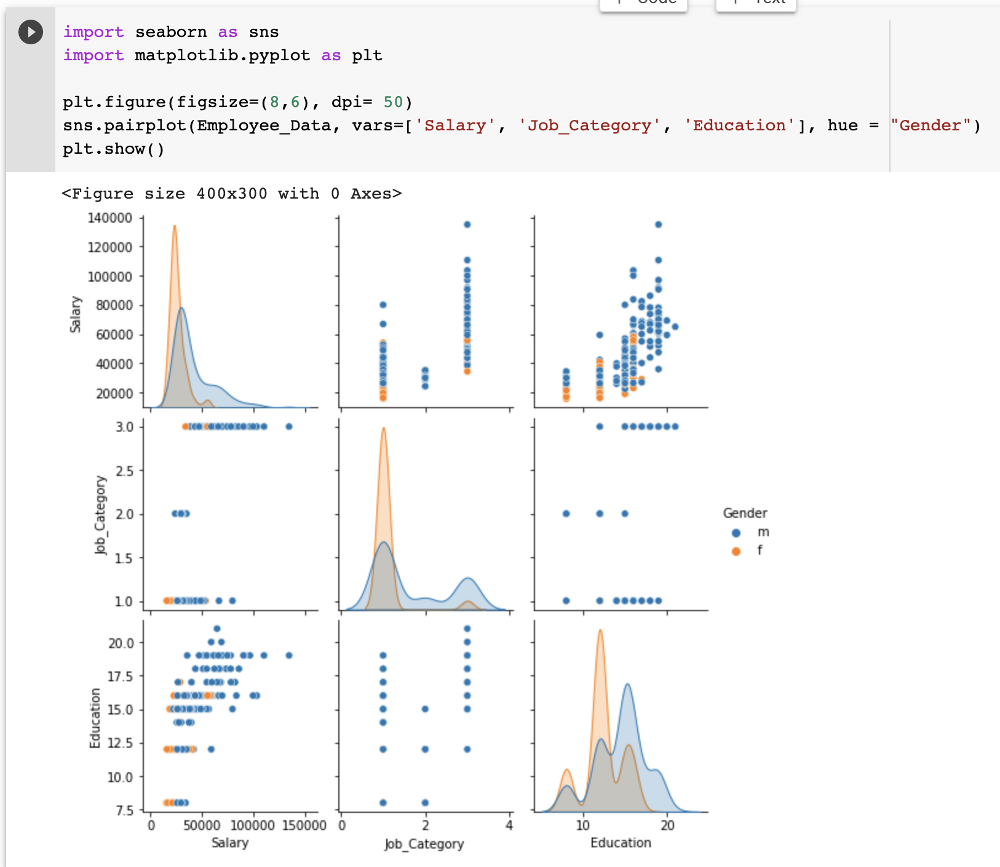 Code Text
import seaborn as sns
import matplotlib.pyplot as plt
plt.figure(figsize=(8,6), dpi= 50)
sns.pairplot(Employee_Data, vars=['Salary', 'Job_Category', 'Education'], hue = "Gender")
plt.show()
<Figure size 400x300 with 0 Axes>
140000
120000
100000
80000
60000
40000
20000
Salary
3.0
2.5
2.0
1.5
1.0
Job_Category
Gender
m
f
20.0
17.5
15.0
12.5
10.0
7.5
Education
0 50000 100000 150000 0 2 4 10 20
Salary Job_Category Education